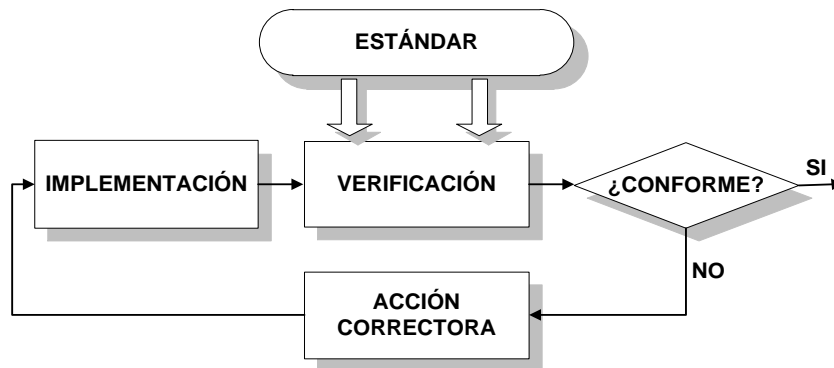 ESTÁNDAR
IMPLEMENTACIÓN
VERIFICACIÓN
¿CONFORME?
SI
NO
ACCIÓN
CORRECTORA